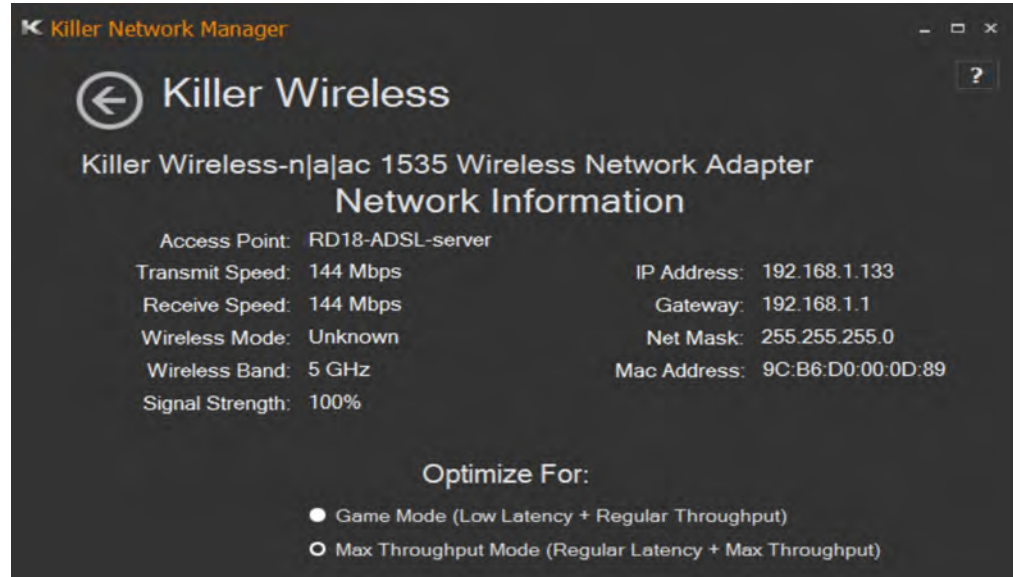 Killer Network Manager
?
Killer Wireless
Killer Wireless-n|a|ac 1535 Wireless Network Adapter
Network Information
Access Point: RD18-ADSL-server
Transmit Speed: 144 Mbps IP Address: 192.168.1.133
Receive Speed: 144 Mbps Gateway: 192.168.1.1
Wireless Mode: Unknown Net Mask: 255.255.255.0
Wireless Band: 5 GHz Mac Address: 9C:B6:D0:00:0D:89
Signal Strength: 100%
Optimize For:
Game Mode (Low Latency + Regular Throughput)
Max Throughput Mode (Regular Latency + Max Throughput)